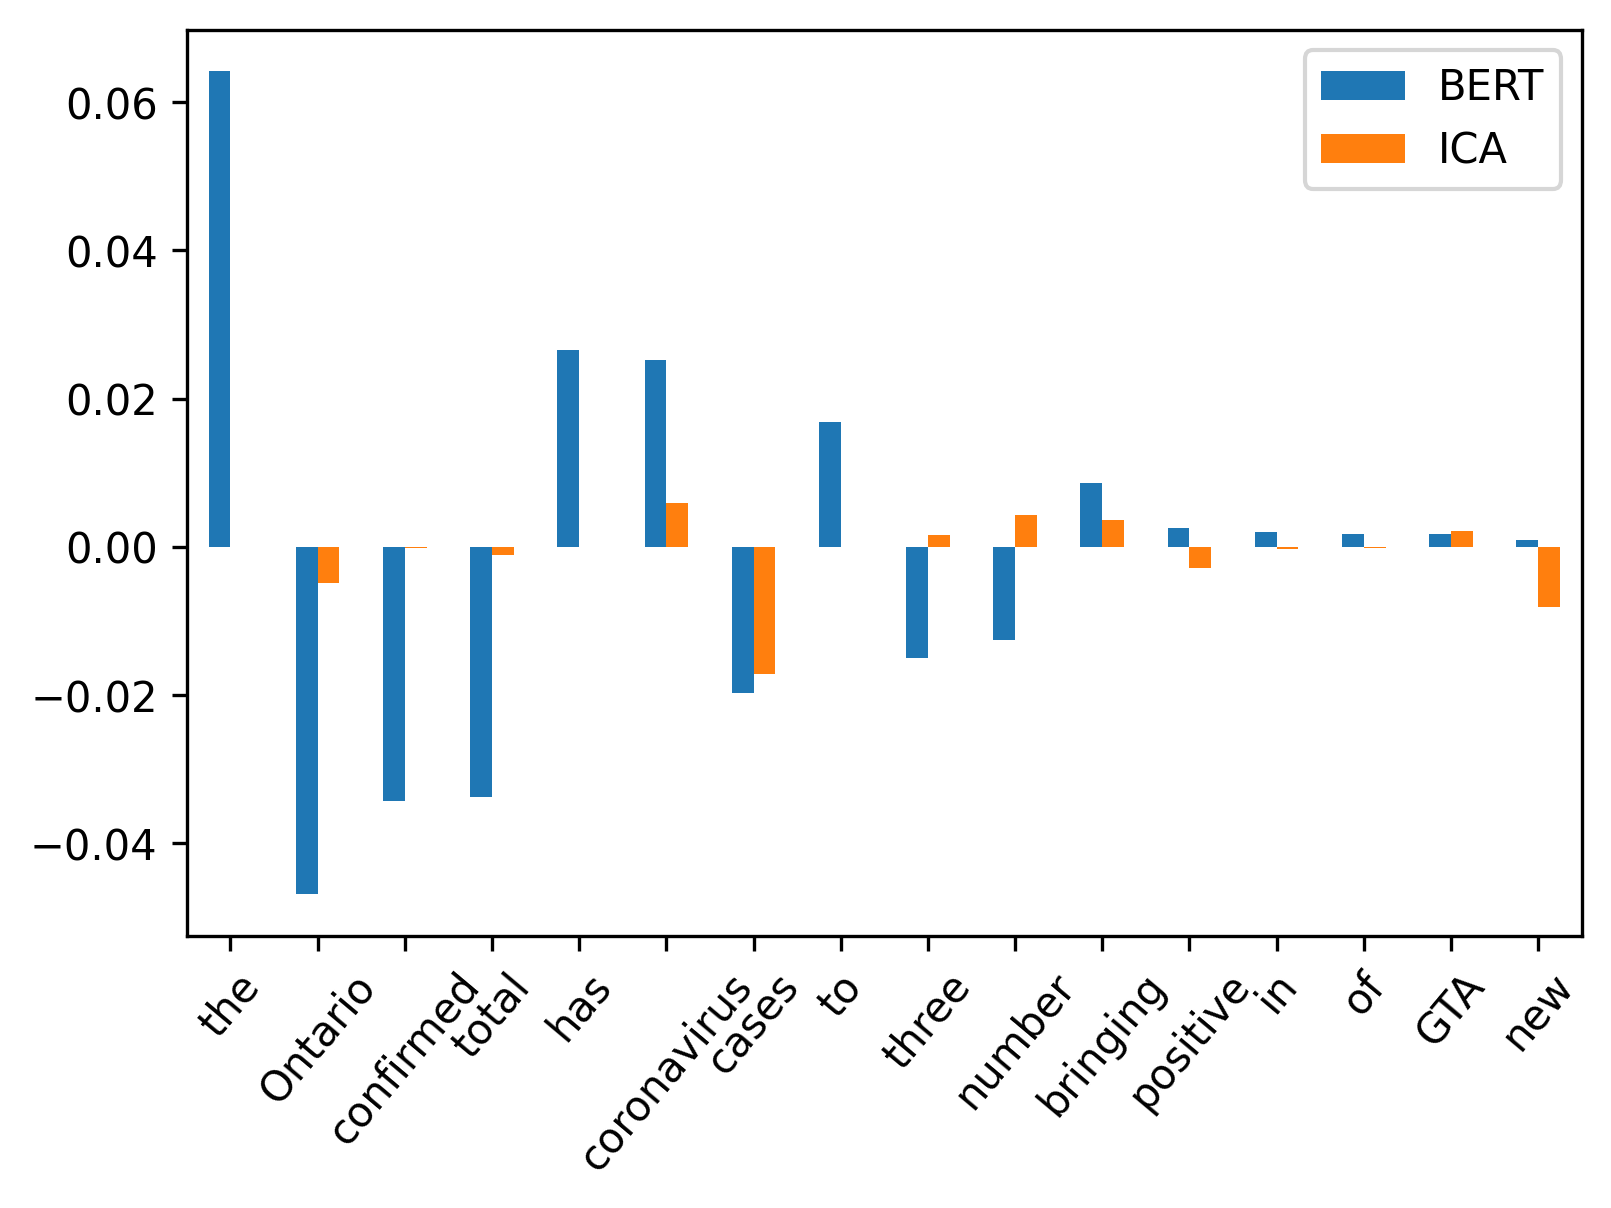 BERT
ICA
0.06
0.04
0.02
0.00
−0.02
−0.04
the
Ontario
confirmed
total
has
coronavirus
cases
to
three
number
bringing
positive
in
of
GTA
new